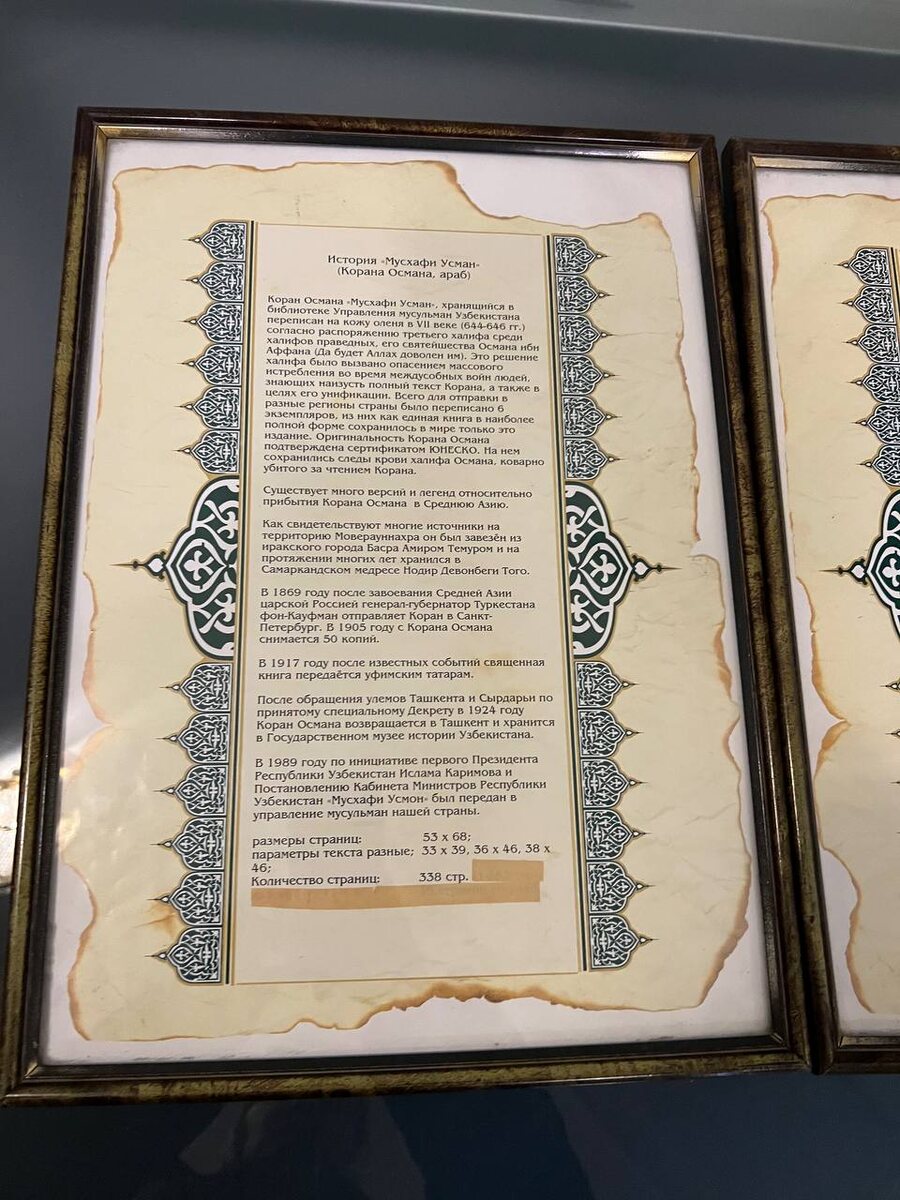 История «Мусхафи Усман»
(Корана Османа, араб)
Коран Османа «Мусхафи Усман», хранящийся в
библиотеке Управления мусульман Узбекистана
переписан на кожу оленя в VII веке (644-646 гг.)
согласно распоряжению третьего халифа среди
халифов праведных, его святейшества Османа ибн
Аффана (Да будет Аллах доволен им). Это решение
халифа было вызвано опасением массового
истребления во время междусобных войн людей,
знающих наизусть полный текст Корана, а также в
целях его унификации. Всего для отправки в
разные регионы страны было переписано 6
экземпляров, из них как единая книга в наиболее
полной форме сохранилось в мире только это
издание. Оригинальность Корана Османа
подтверждена сертификатом ЮНЕСКО. На нем
сохранились следы крови халифа Османа, коварно
убитого за чтением Корана.
Существует много версий и легенд относительно
прибытия Корана Османа в Среднюю Азию.
Как свидетельствуют многие источники на
территорию Моверауннахра он был завезён из
иракского города Басра Амиром Темуром и на
протяжении многих лет хранился в
Самаркандском медресе Нодир Девонбеги Того.
В 1869 году после завоевания Средней Азии
царской Россией генерал-губернатор Туркестана
фон-Кауфман отправляет Коран в Санкт-
Петербург. В 1905 году с Корана Османа
снимается 50 копий.
В 1917 году после известных событий священная
книга передаётся уфимским татарам.
После обращения улемов Ташкента и Сырдарьи по
принятому специальному Декрету в 1924 году
Коран Османа возвращается в Ташкент и хранится
в Государственном музее истории Узбекистана.
В 1989 году по инициативе первого Президента
Республики Узбекистан Ислама Каримова и
Постановлению Кабинета Министров Республики
Узбекистан «Мусхафи Усмон» был передан в
управление мусульман нашей страны.
размеры страниц: 53 х 68;
параметры текста разные; 33 х 39, 36 х 46, 38 х
46;
Количество страниц: 338 стр.